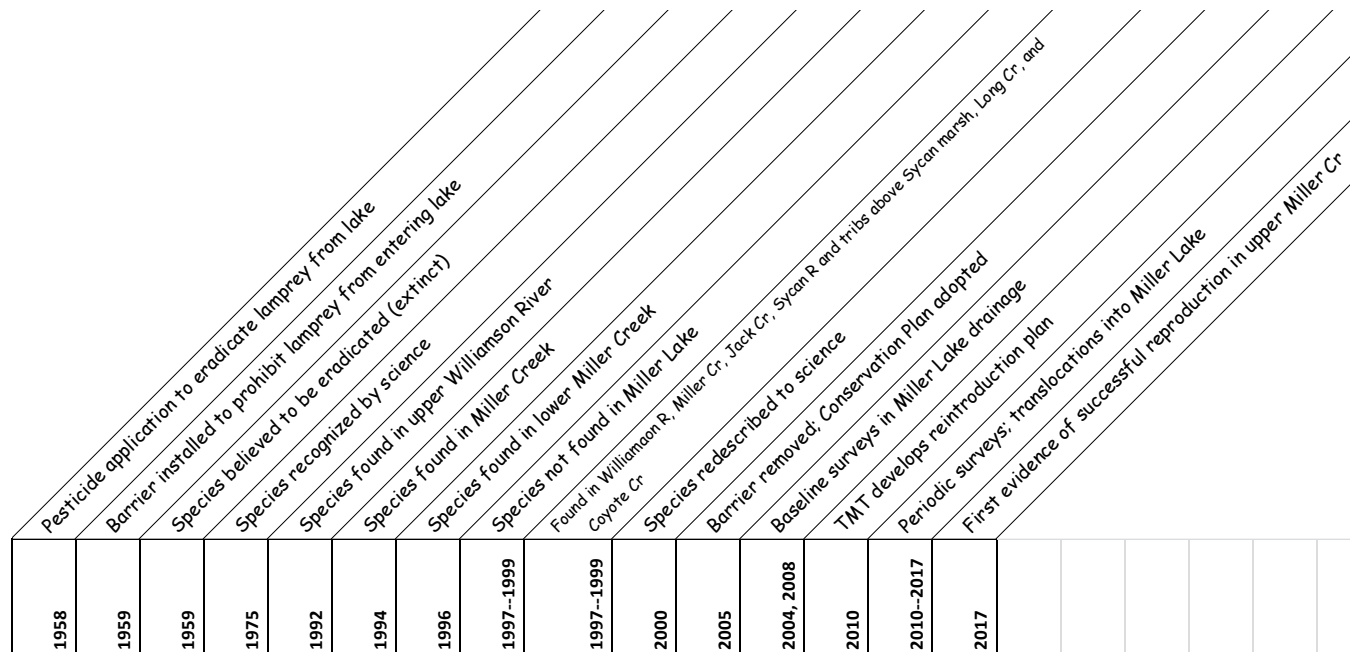 Pesticide application to eradicate lamprey from lake
Barrier installed to prohibit lamprey from entering lake
Species believed to be eradicated (extinct)
Species recognized by science
Species found in upper Williamson River
Species found in Miller Creek
Species found in lower Miller Creek
Species not found in Miller Lake
Found in Williamaon R, Miller Cr, Jack Cr, Sycan R and tribs above Sycan marsh, Long Cr, and
Coyote Cr
Species redescribed to science
Barrier removed; Conservation Plan adopted
Baseline surveys in Miller Lake drainage
TMT develops reintroduction plan
Periodic surveys; translocations into Miller Lake
First evidence of successful reproduction in upper Miller Cr
1958
1959
1959
1975
1992
1994
1996
1997--1999
1997--1999
2000
2005
2004, 2008
2010
2010--2017
2017